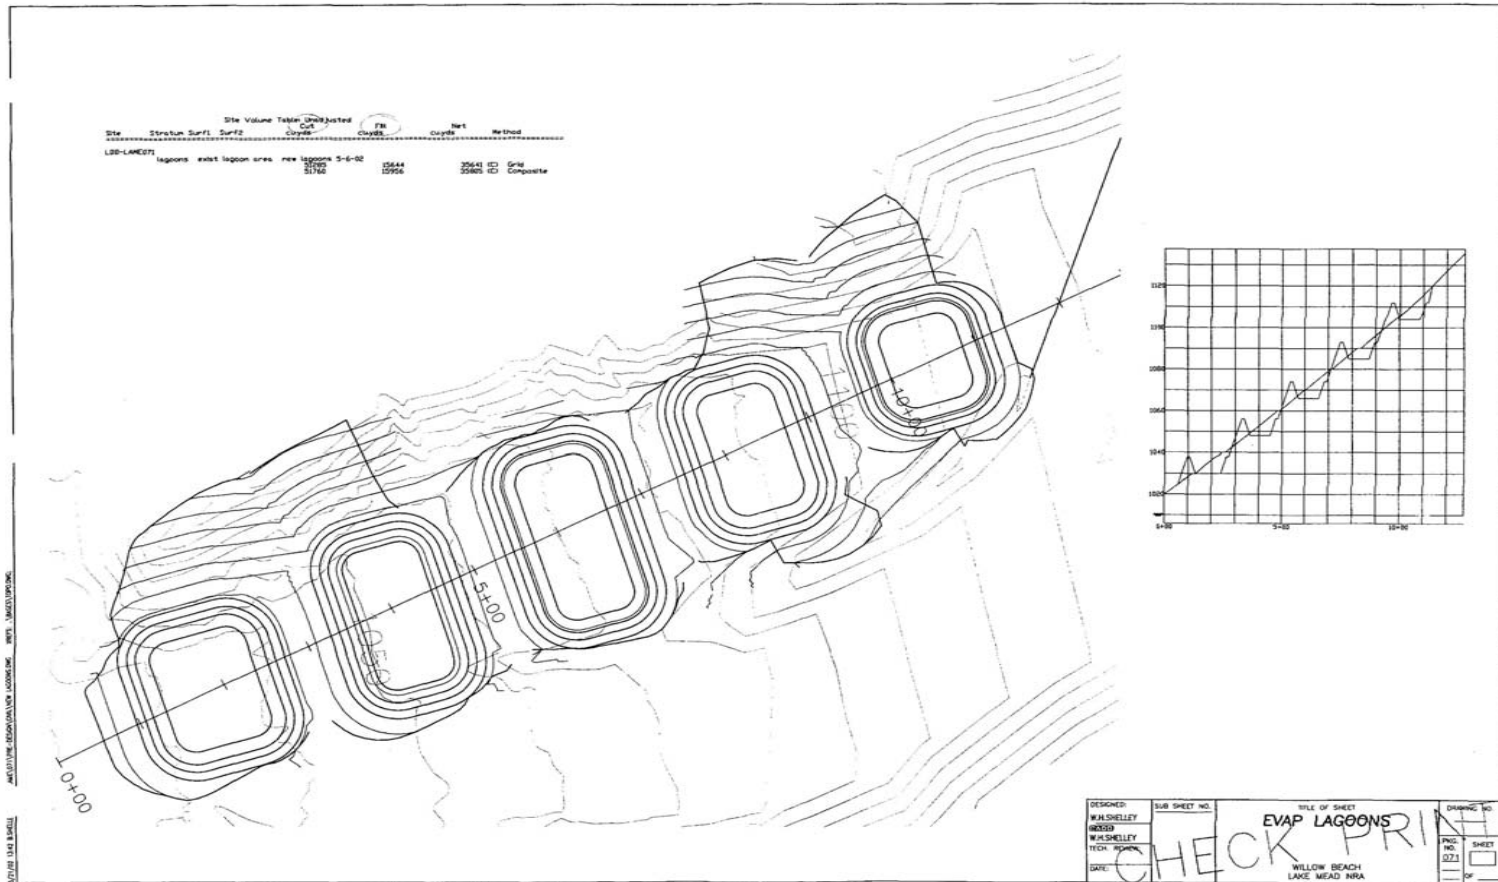 Site Volume Table: Unadjusted
Cut Fill Net
Site Stratum Surf1 Surf2 cu.yds cu.yds cu.yds Method
LDD-LAME071
lagoons exist lagoon area new lagoons 5-6-02
51285 15644 35641 (C) Grid
51760 15956 35805 (C) Composite
1120
1100
1080
1060
1040
1020
0+00 5+00 10+00
1100
10+00
5+00
1050
0+00
DESIGNED:
W.H.SHELLEY
CADD
W.H.SHELLEY
TECH. REVIEW:
DATE:
SUB SHEET NO.
TITLE OF SHEET
EVAP LAGOONS
WILLOW BEACH
LAKE MEAD NRA
DRAWING NO.
PKG. NO.
071
SHEET
OF
CHECK PRINT